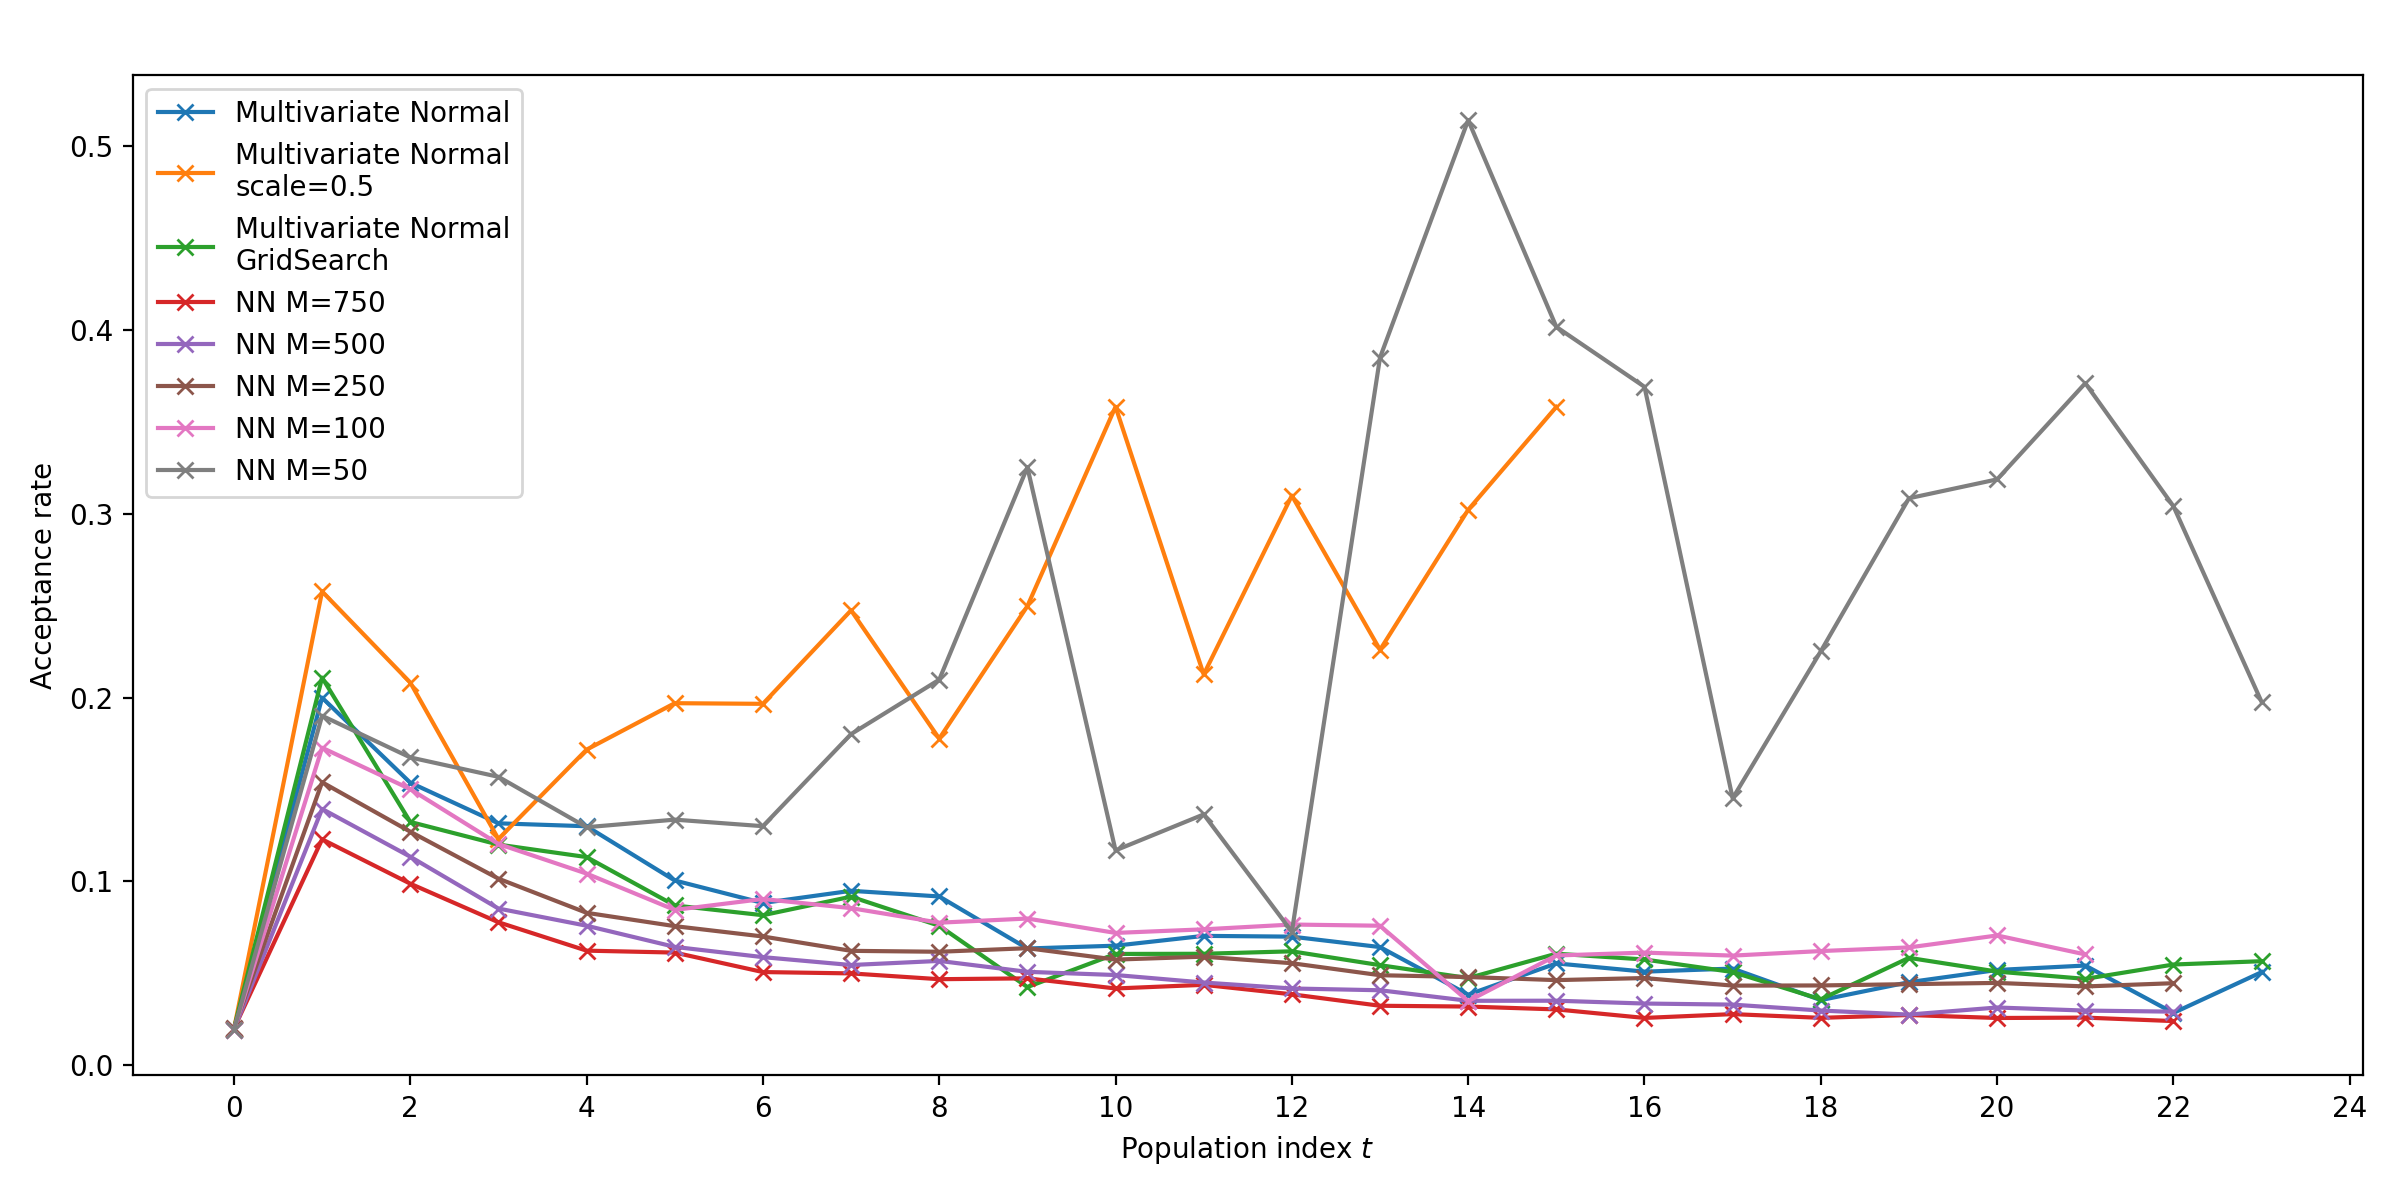 Multivariate Normal
Multivariate Normal
scale=0.5
Multivariate Normal
GridSearch
NN M=750
NN M=500
NN M=250
NN M=100
NN M=50
Acceptance rate
0.5
0.4
0.3
0.2
0.1
0.0
0 2 4 6 8 10 12 14 16 18 20 22 24
Population index t